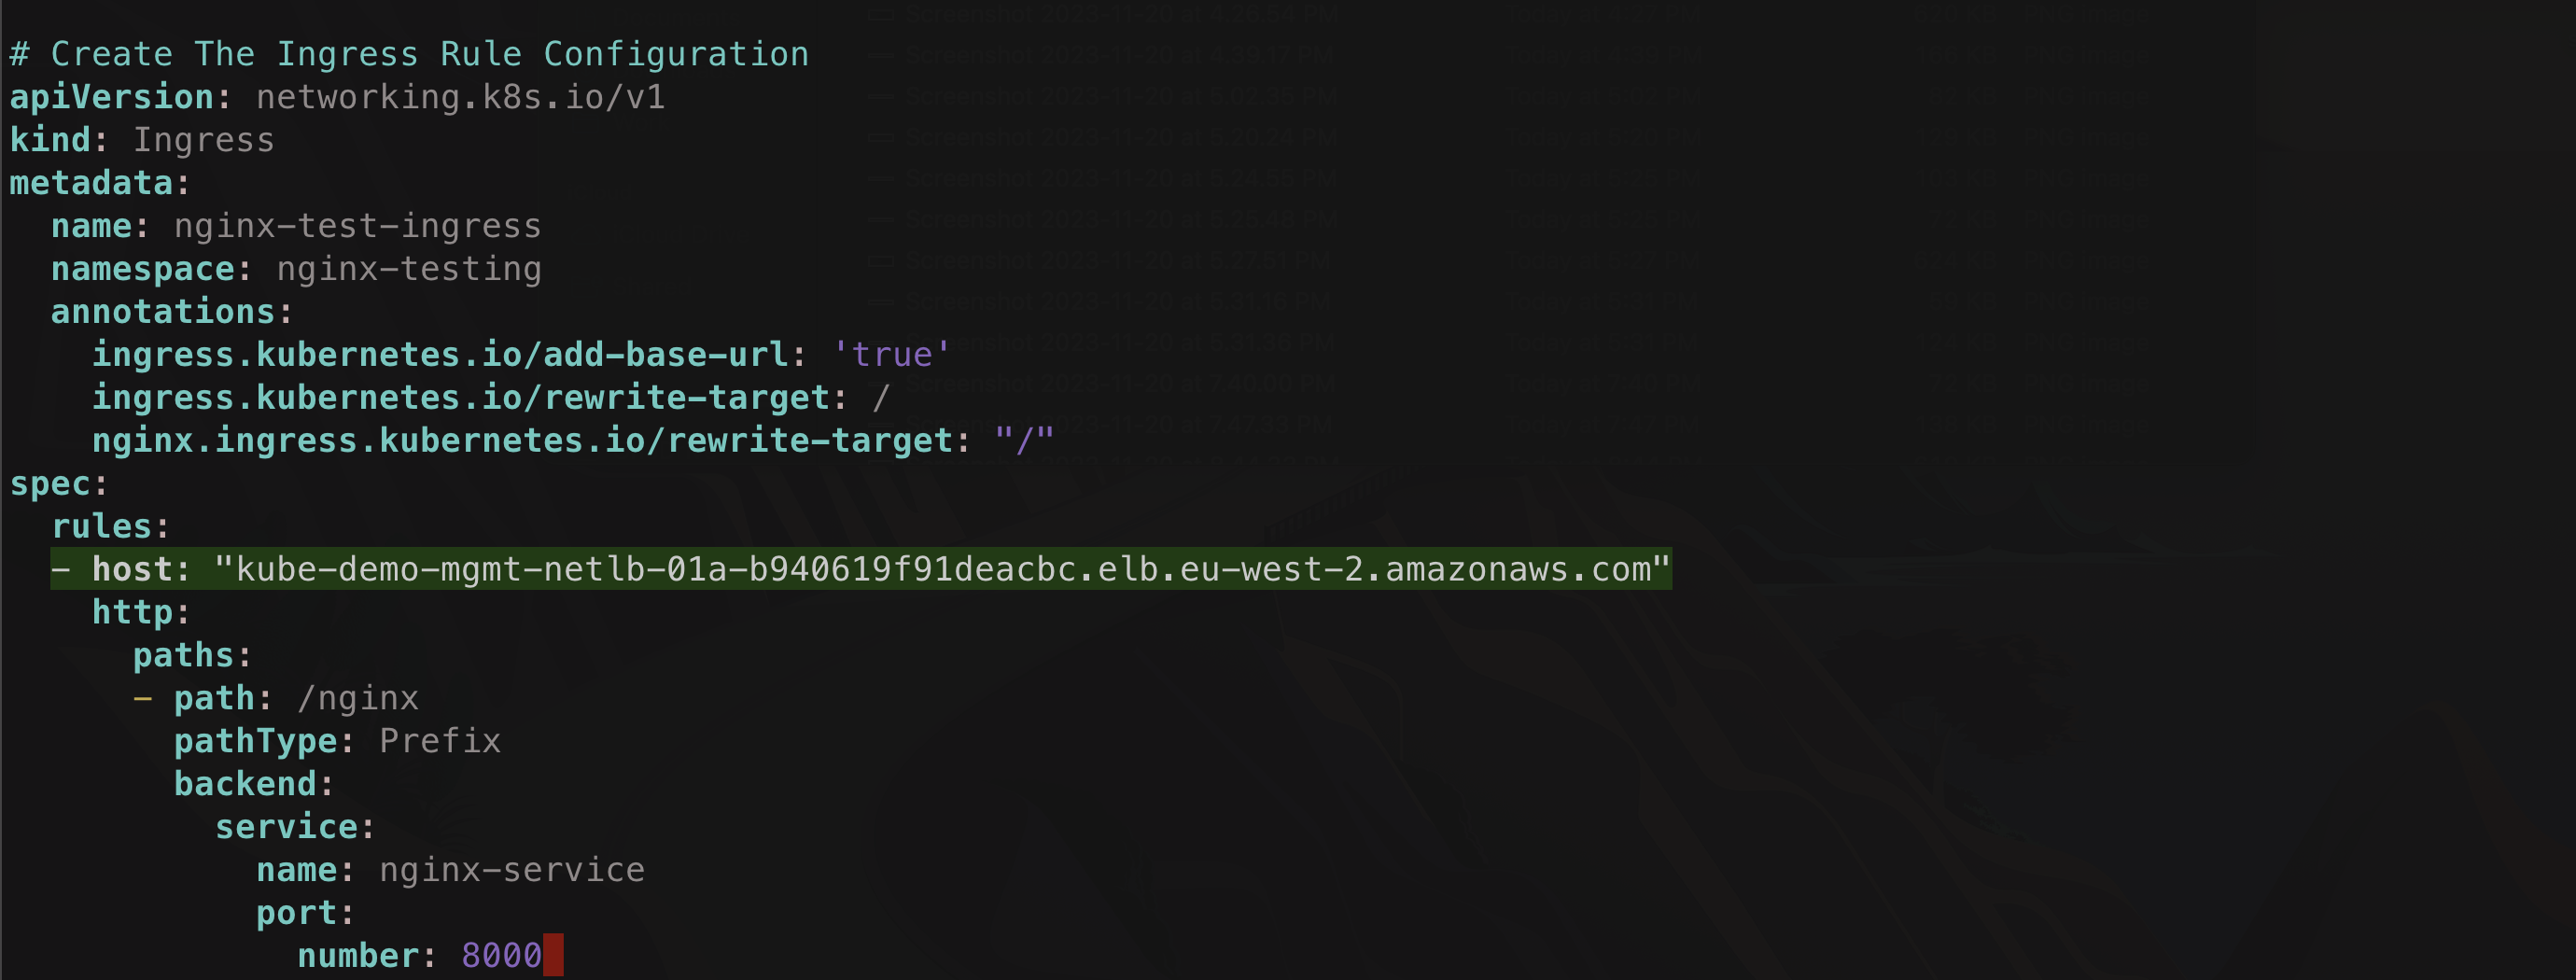 # Create The Ingress Rule Configuration
apiVersion: networking.k8s.io/v1
kind: Ingress
metadata:
  name: nginx-test-ingress
  namespace: nginx-testing
  annotations:
    ingress.kubernetes.io/add-base-url: 'true'
    ingress.kubernetes.io/rewrite-target: /
    nginx.ingress.kubernetes.io/rewrite-target: "/"
spec:
  rules:
  - host: "kube-demo-mgmt-netlb-01a-b940619f91deacbc.elb.eu-west-2.amazonaws.com"
    http:
      paths:
      - path: /nginx
        pathType: Prefix
        backend:
          service:
            name: nginx-service
            port:
              number: 8000